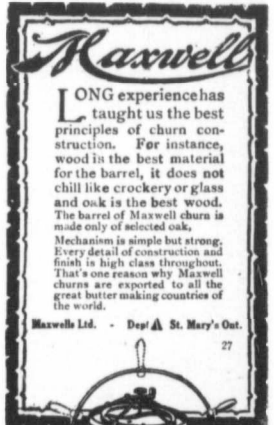 Maxwell
LONG experience has
taught us the best
principles of churn con-
struction. For instance,
wood is the best material
for the barrel, it does not
chill like crockery or glass
and oak is the best wood.
The barrel of Maxwell churn is
made only of selected oak,
Mechanism is simple but strong.
Every detail of construction and
finish is high class throughout.
That's one reason why Maxwell
churns are exported to all the
great butter making countries of
the world.
Maxwells Ltd. - Dept A St. Mary's Ont.
27